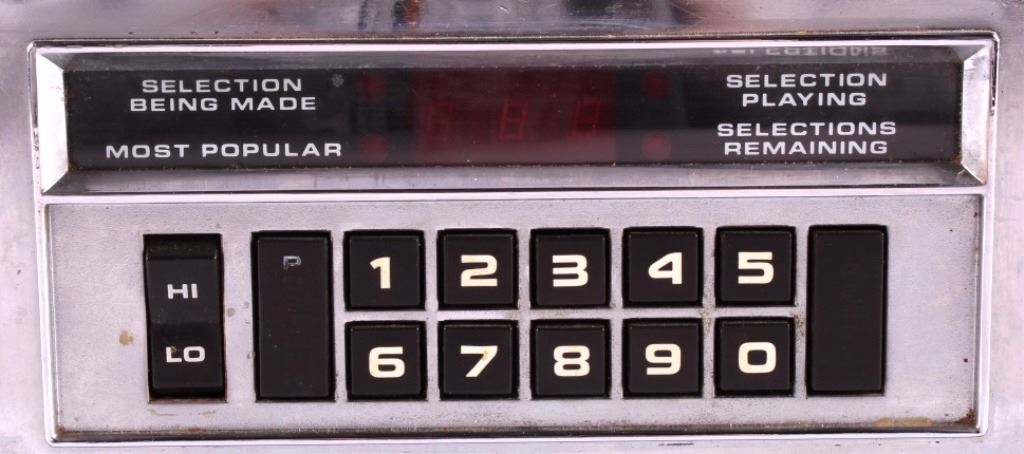 SELECTION
BEING MADE
MOST POPULAR
SELECTION
PLAYING
SELECTIONS
REMAINING
HI
LO
P
1 2 3 4 5
6 7 8 9 0